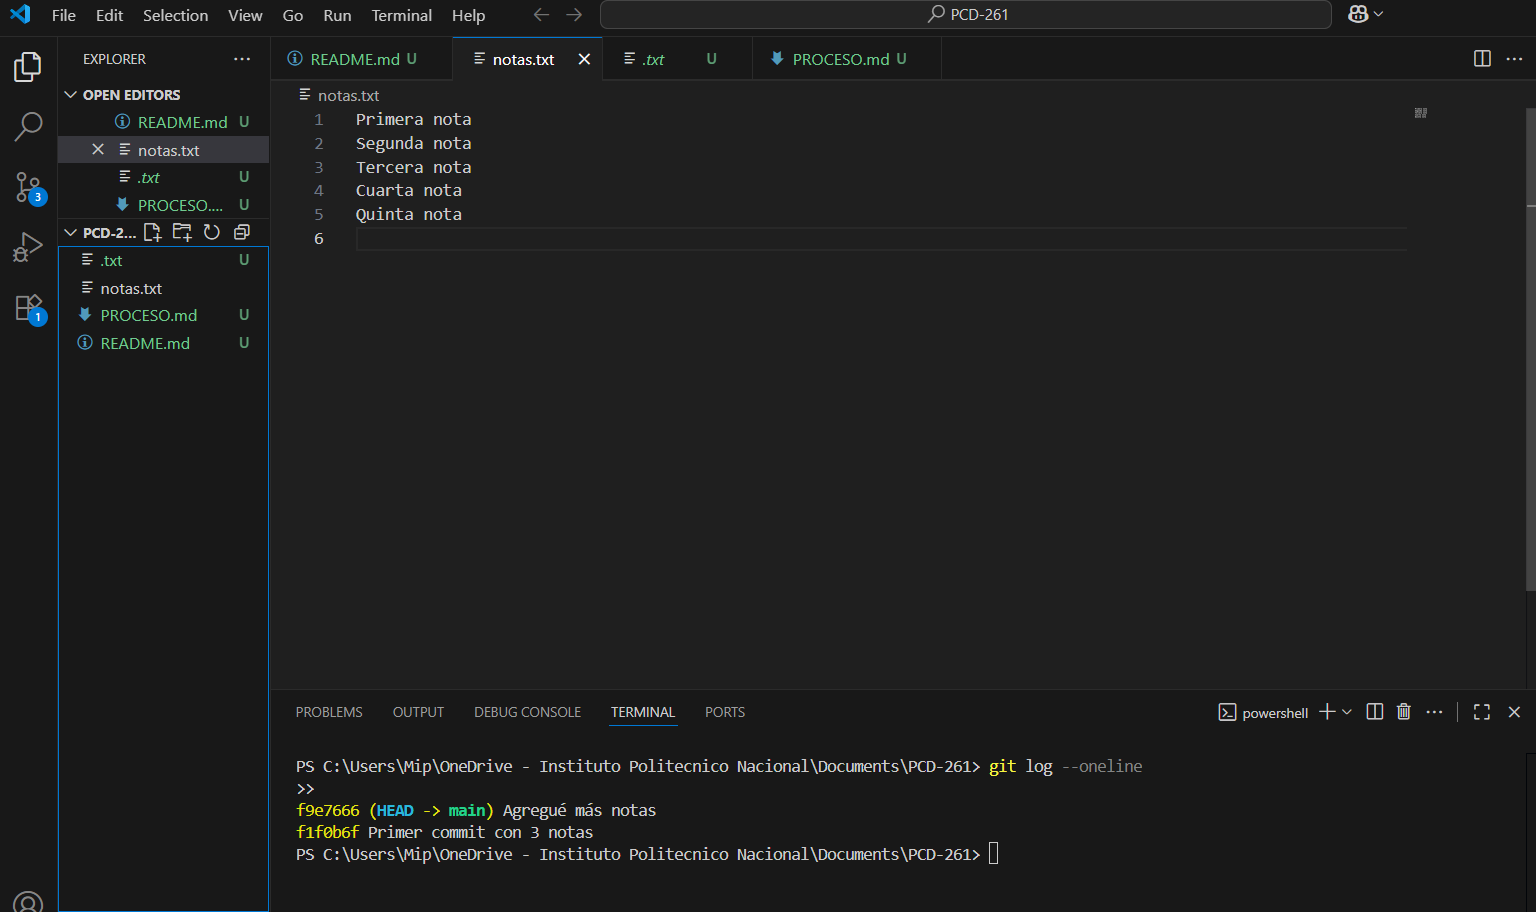 File Edit Selection View Go Run Terminal Help
PCD-261
EXPLORER
README.md U
notas.txt
.txt U
PROCESO.md U
OPEN EDITORS
README.md U
notas.txt
.txt U
PROCESO.... U
3
PCD-2...
.txt U
notas.txt
PROCESO.md U
README.md U
1
notas.txt
1 Primera nota
2 Segunda nota
3 Tercera nota
4 Cuarta nota
5 Quinta nota
6
PROBLEMS OUTPUT DEBUG CONSOLE TERMINAL PORTS
powershell
PS C:\Users\Mip\OneDrive - Instituto Politecnico Nacional\Documents\PCD-261> git log --oneline
>>
f9e7666 (HEAD -> main) Agregué más notas
f1f0b6f Primer commit con 3 notas
PS C:\Users\Mip\OneDrive - Instituto Politecnico Nacional\Documents\PCD-261>